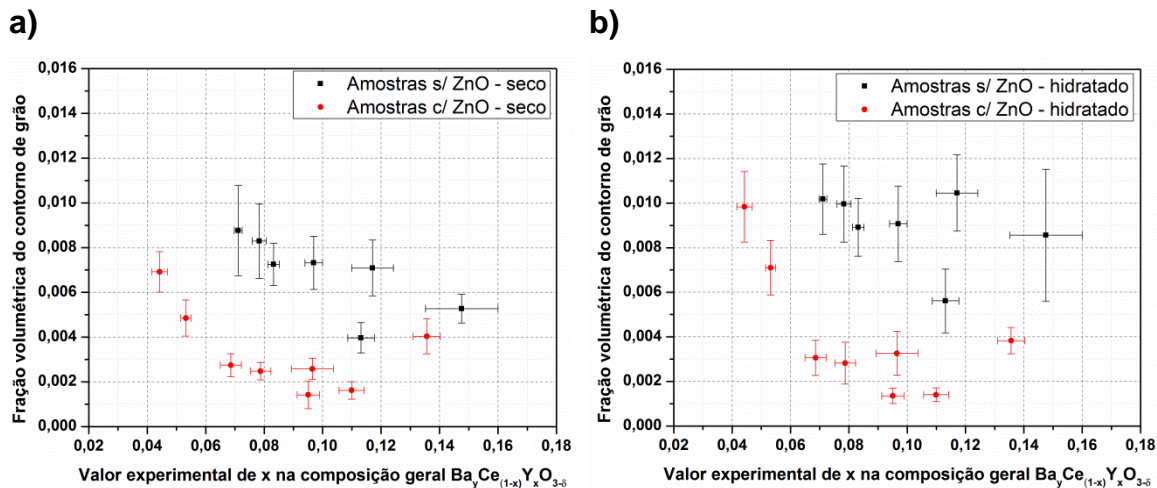 a)
0,016
0,014
0,012
0,010
0,008
0,006
0,004
0,002
0,000
Fração volumétrica do contorno de grão
Amostras s/ ZnO - seco
Amostras c/ ZnO - seco
0,02 0,04 0,06 0,08 0,10 0,12 0,14 0,16 0,18
Valor experimental de x na composição geral BayCe(1-x)YxO3-δ
b)
0,016
0,014
0,012
0,010
0,008
0,006
0,004
0,002
0,000
Fração volumétrica do contorno de grão
Amostras s/ ZnO - hidratado
Amostras c/ ZnO - hidratado
0,02 0,04 0,06 0,08 0,10 0,12 0,14 0,16 0,18
Valor experimental de x na composição geral BayCe(1-x)YxO3-δ